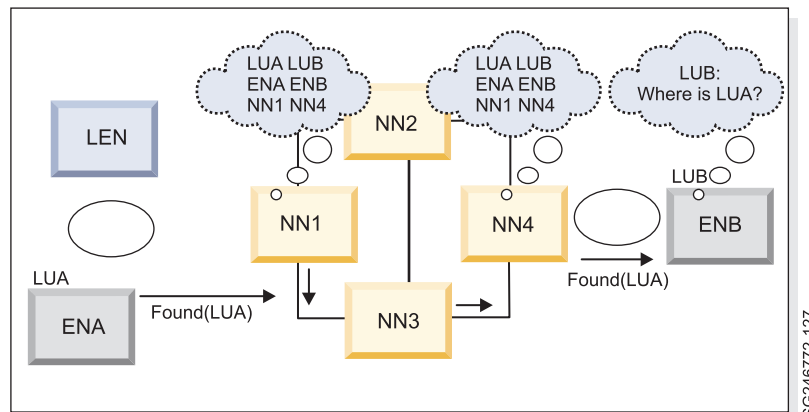 LUA LUB
ENA ENB
NN1 NN4
LUA LUB
ENA ENB
NN1 NN4
LUB:
Where is LUA?
LEN
NN2
LUB
NN1
NN4
ENB
LUA
Found(LUA)
ENA
Found(LUA)
NN3